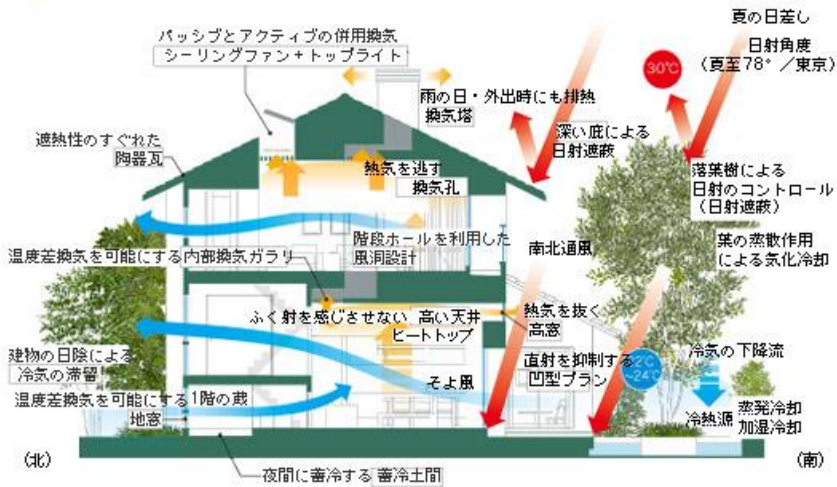 パッシブとアクティブの併用換気
シーリングファン+トップライト
夏の日差し
日射角度
(夏至78°/東京)
30℃
雨の日・外出時にも排熱
換気塔
遮熱性のすぐれた
陶器瓦
深い庇による
日射遮蔽
熱気を逃す
換気孔
落葉樹による
日射のコントロール
(日射遮蔽)
階段ホールを利用した
風洞設計
南北通風
葉の蒸散作用
による気化冷却
温度差換気を可能にする内部換気ガラリ
ふく射を感じさせない 高い天井
ヒートトップ
熱気を抜く
高窓
建物の日陰による
冷気の滞留
そよ風
直射を抑制する
凹型プラン
22℃
~24℃
冷気の下降流
温度差換気を可能にする
地窓
1階の蔵
冷熱源
蒸発冷却
加湿冷却
(北)
夜間に蓄冷する 蓄冷土間
(南)